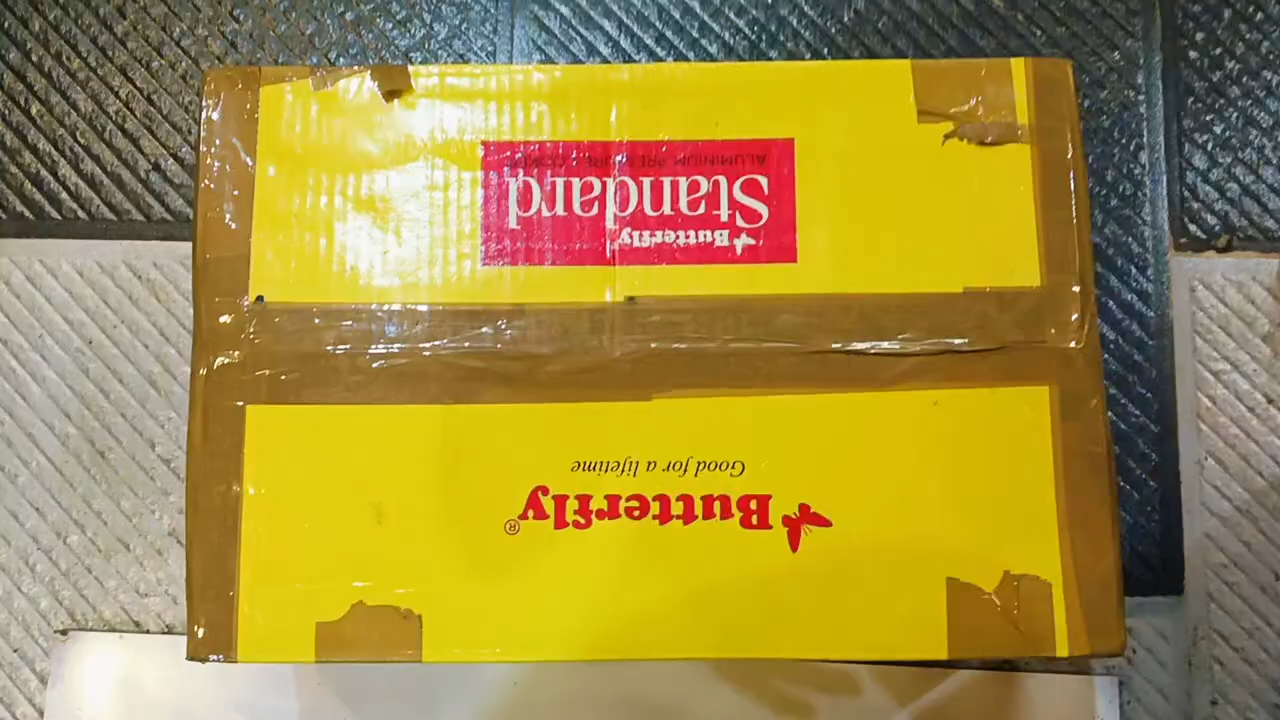 Butterfly®
Good for a lifetime
Butterfly
Standard
ALUMINIUM PRESSURE COOKER